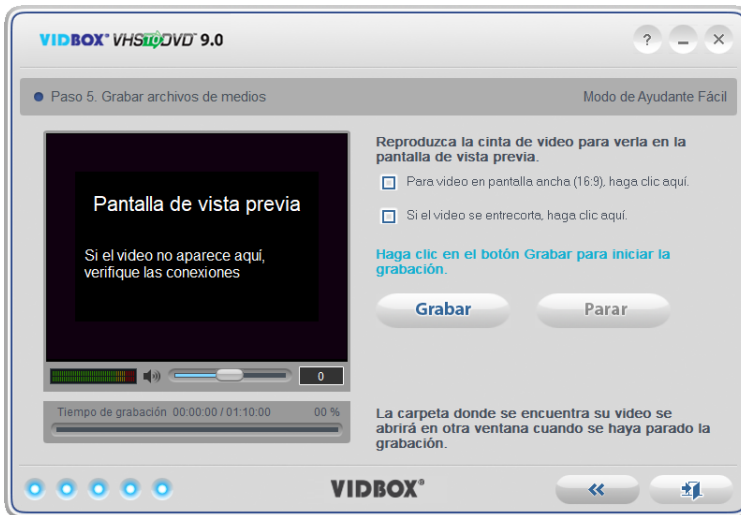 VIDBOX® VHSTODVD™ 9.0
?
Paso 5. Grabar archivos de medios
Modo de Ayudante Fácil
Pantalla de vista previa
Si el video no aparece aquí,
verifique las conexiones
0
Tiempo de grabación 00:00:00 / 01:10:00 00 %
Reproduzca la cinta de video para verla en la
pantalla de vista previa.
Para video en pantalla ancha (16:9), haga clic aquí.
Si el video se entrecorta, haga clic aquí.
Haga clic en el botón Grabar para iniciar la
grabación.
Grabar
Parar
La carpeta donde se encuentra su video se
abrirá en otra ventana cuando se haya parado la
grabación.
VIDBOX®